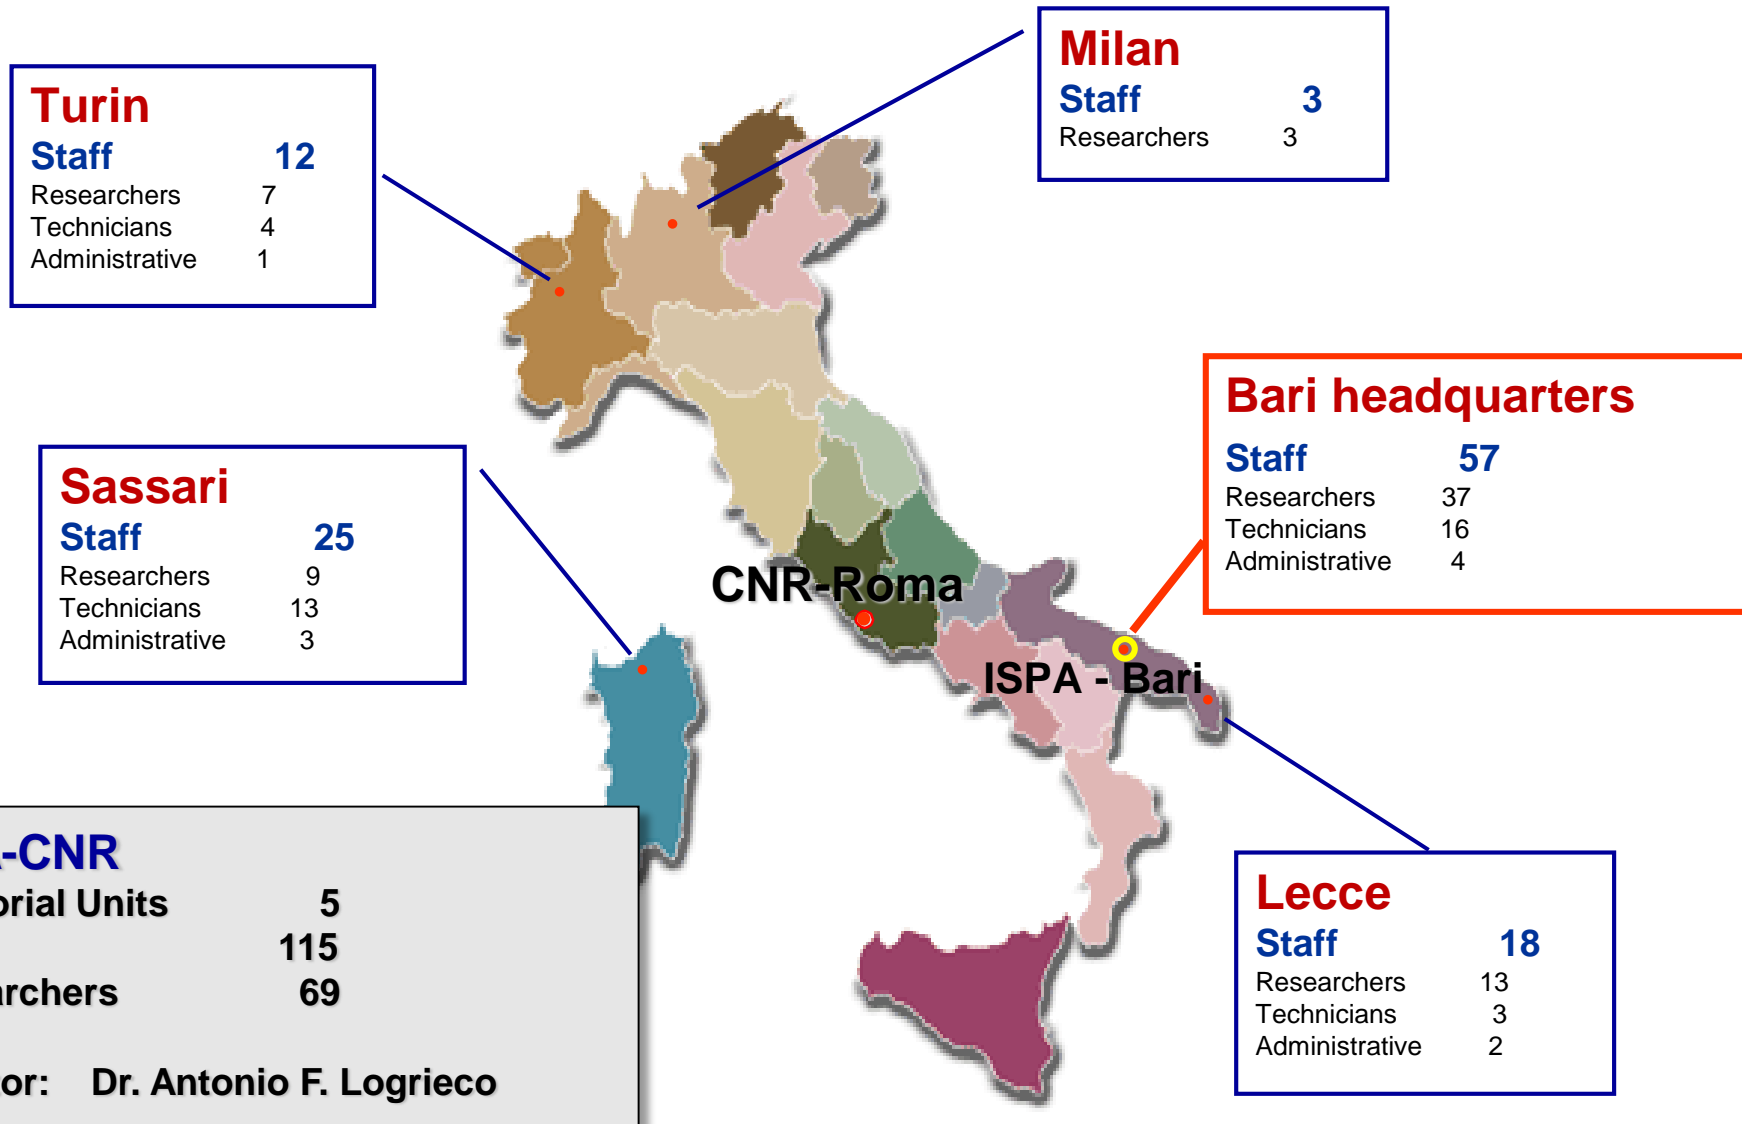 Milan
Staff 3
Researchers 3
Turin
Staff 12
Researchers 7
Technicians 4
Administrative 1
Bari headquarters
Staff 57
Researchers 37
Technicians 16
Administrative 4
Sassari
Staff 25
Researchers 9
Technicians 13
Administrative 3
CNR-Roma
ISPA - Bari
-CNR
orial Units 5
115
archers 69
tor: Dr. Antonio F. Logrieco
Lecce
Staff 18
Researchers 13
Technicians 3
Administrative 2